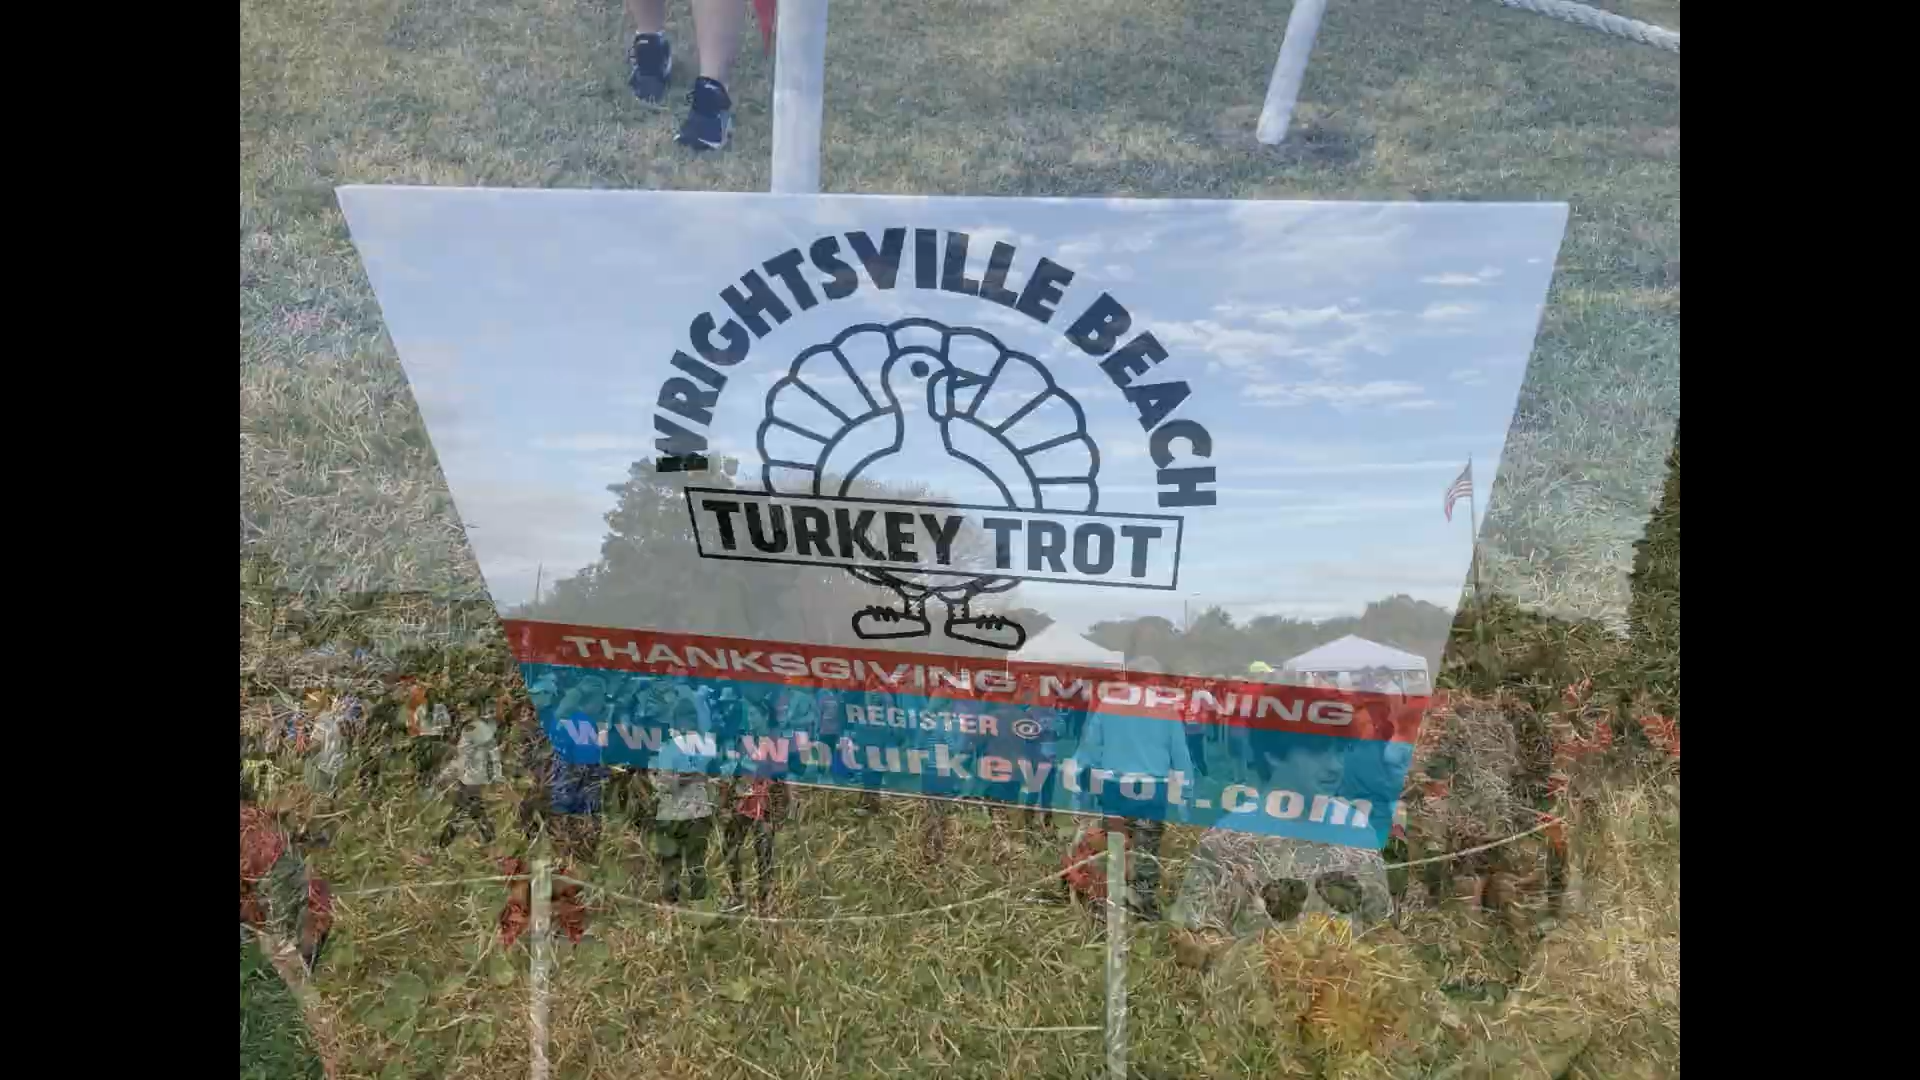 WRIGHTSVILLE BEACH
TURKEY TROT
THANKSGIVING MORNING
REGISTER @
www.wbturkeytrot.com